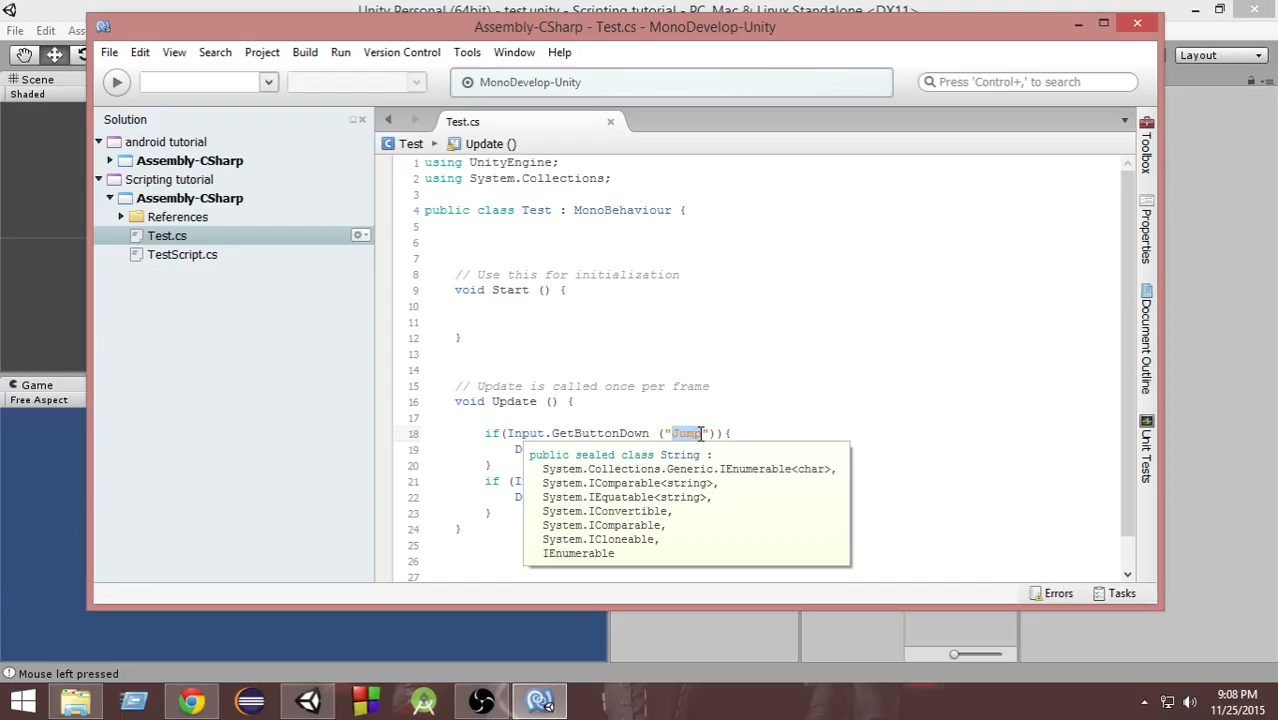 Unity Personal (64bit) - test.unity - Scripting tutorial - PC, Mac & Linux Standalone <DX11>
Assembly-CSharp - Test.cs - MonoDevelop-Unity
File Edit As
File Edit View Search Project Build Run Version Control Tools Window Help
Layout
MonoDevelop-Unity
Press 'Control+,' to search
Scene
Shaded
Solution
android tutorial
Assembly-CSharp
Scripting tutorial
Assembly-CSharp
References
Test.cs
TestScript.cs
Game
Free Aspect
Test.cs
Test Update ()
1 using UnityEngine;
2 using System.Collections;
3
4 public class Test : MonoBehaviour {
5
6
7
8 // Use this for initialization
9 void Start () {
10
11
12 }
13
14
15 // Update is called once per frame
16 void Update () {
17
18 if(Input.GetButtonDown ("Jump")){
19 D
20 }
21 if (I
22 D
23 }
24 }
25
26
27
public sealed class String :
System.Collections.Generic.IEnumerable<char>,
System.IComparable<string>,
System.IEquatable<string>,
System.IConvertible,
System.IComparable,
System.ICloneable,
IEnumerable
Toolbox
Properties
Document Outline
Unit Tests
Errors Tasks
Mouse left pressed
9:08 PM
11/25/2015